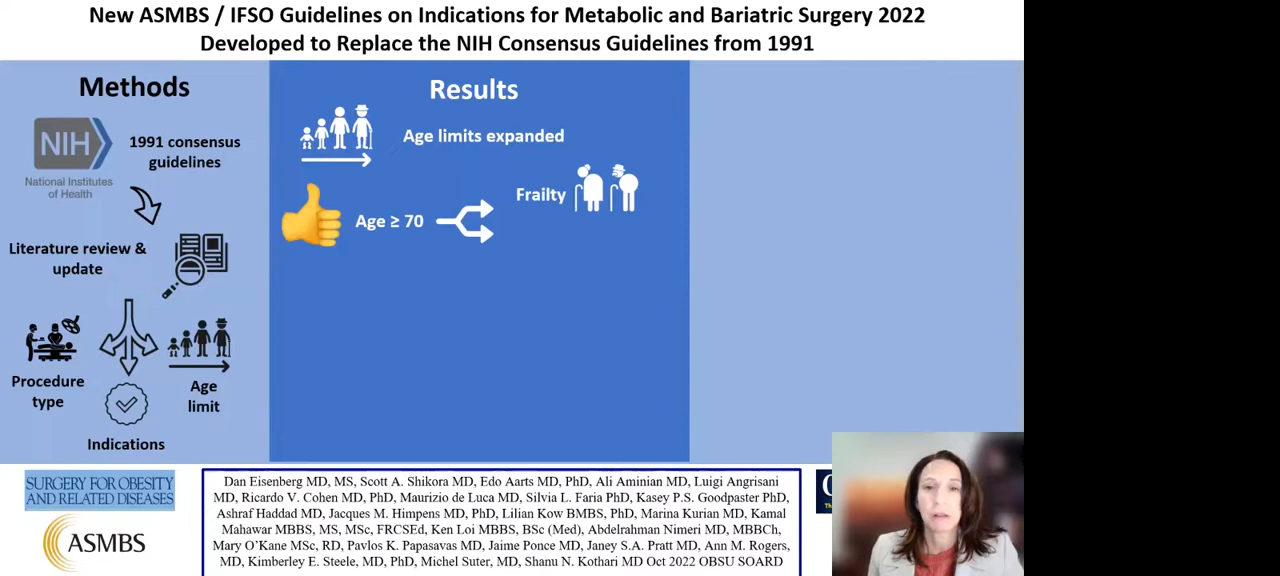 New ASMBS / IFSO Guidelines on Indications for Metabolic and Bariatric Surgery 2022
Developed to Replace the NIH Consensus Guidelines from 1991
Methods
NIH
National Institutes
of Health
1991 consensus
guidelines
Literature review &
update
Procedure
type
Age
limit
Indications
Results
Age limits expanded
Frailty
Age ≥ 70
SURGERY FOR OBESITY
AND RELATED DISEASES
ASMBS
Dan Eisenberg MD, MS, Scott A. Shikora MD, Edo Aarts MD, PhD, Ali Aminian MD, Luigi Angrisani
MD, Ricardo V. Cohen MD, PhD, Maurizio de Luca MD, Silvia L. Faria PhD, Kasey P.S. Goodpaster PhD,
Ashraf Haddad MD, Jacques M. Himpens MD, PhD, Lilian Kow BMBS, PhD, Marina Kurian MD, Kamal
Mahawar MBBS, MS, MSc, FRCSEd, Ken Loi MBBS, BSc (Med), Abdelrahman Nimeri MD, MBBCh,
Mary O'Kane MSc, RD, Pavlos K. Papasavas MD, Jaime Ponce MD, Janey S.A. Pratt MD, Ann M. Rogers,
MD, Kimberley E. Steele, MD, PhD, Michel Suter, MD, Shanu N. Kothari MD Oct 2022 OBSU SOARD